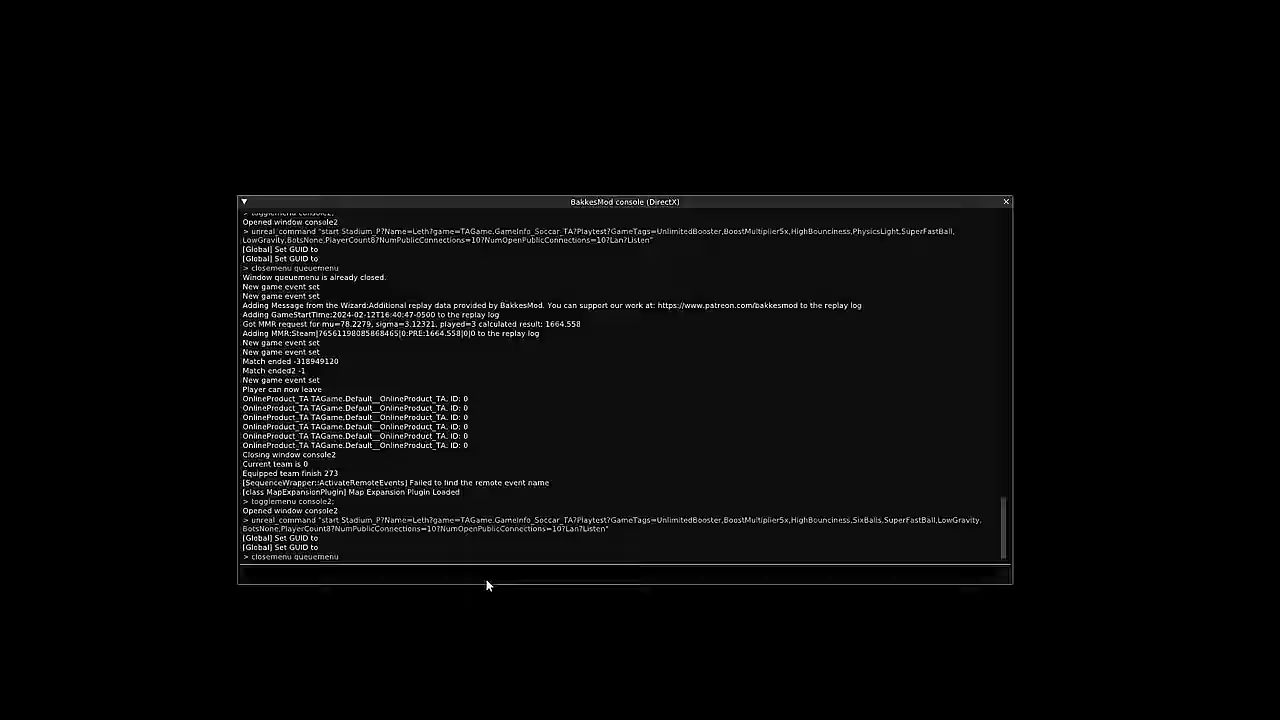 BakkesMod console (DirectX)
> togglemenu console2;
Opened window console2
> unreal_command "start Stadium_P?Name=Leth?game=TAGame.GameInfo_Soccar_TA?Playtest?GameTags=UnlimitedBooster,BoostMultiplier5x,HighBounciness,PhysicsLight,SuperFastBall,
LowGravity,BotsNone,PlayerCount8?NumPublicConnections=10?NumOpenPublicConnections=10?Lan?Listen"
[Global] Set GUID to
[Global] Set GUID to
> closemenu queuemenu
Window queuemenu is already closed.
New game event set
New game event set
Adding Message from the Wizard:Additional replay data provided by BakkesMod. You can support our work at: https://www.patreon.com/bakkesmod to the replay log
Adding GameStartTime:2024-02-12T16:40:47-0500 to the replay log
Got MMR request for mu=78.2279, sigma=3.12321, played=3 calculated result: 1664.558
Adding MMR:Steam|76561198085868465|0:PRE:1664.558|0|0 to the replay log
New game event set
New game event set
Match ended -318949120
Match ended2 -1
New game event set
Player can now leave
OnlineProduct_TA TAGame.Default__OnlineProduct_TA. ID: 0
OnlineProduct_TA TAGame.Default__OnlineProduct_TA. ID: 0
OnlineProduct_TA TAGame.Default__OnlineProduct_TA. ID: 0
OnlineProduct_TA TAGame.Default__OnlineProduct_TA. ID: 0
OnlineProduct_TA TAGame.Default__OnlineProduct_TA. ID: 0
OnlineProduct_TA TAGame.Default__OnlineProduct_TA. ID: 0
Closing window console2
Current team is 0
Equipped team finish 273
[SequenceWrapper::ActivateRemoteEvents] Failed to find the remote event name
[class MapExpansionPlugin] Map Expansion Plugin Loaded
> togglemenu console2;
Opened window console2
> unreal_command "start Stadium_P?Name=Leth?game=TAGame.GameInfo_Soccar_TA?Playtest?GameTags=UnlimitedBooster,BoostMultiplier5x,HighBounciness,SixBalls,SuperFastBall,LowGravity,
BotsNone,PlayerCount8?NumPublicConnections=10?NumOpenPublicConnections=10?Lan?Listen"
[Global] Set GUID to
[Global] Set GUID to
> closemenu queuemenu